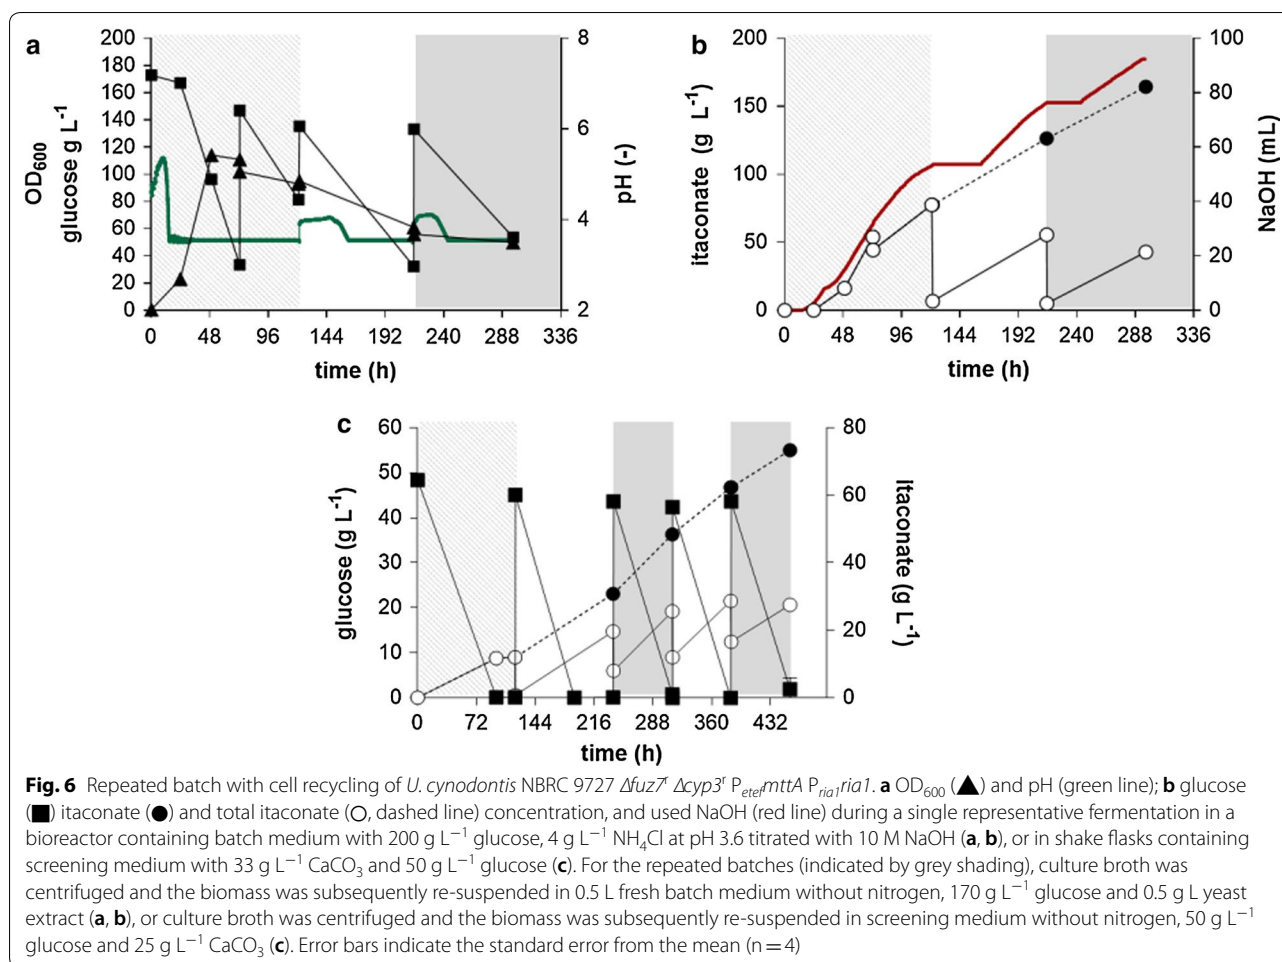 a
200
180
160
140
120
100
80
60
40
20
0
OD600
glucose g L-1
8
6
4
2
pH (-)
0 48 96 144 192 240 288 336
time (h)
b
200
150
100
50
0
itaconate (g L-1)
100
80
60
40
20
0
NaOH (mL)
0 48 96 144 192 240 288 336
time (h)
c
60
50
40
30
20
10
0
glucose (g L-1)
80
60
40
20
0
itaconate (g L-1)
0 72 144 216 288 360 432
time (h)
Fig. 6 Repeated batch with cell recycling of U. cynodontis NBRC 9727 Δfuz7r Δcyp3r PetefmttA Pria1ria1. a OD600 (▲) and pH (green line); b glucose
(■) itaconate (●) and total itaconate (○, dashed line) concentration, and used NaOH (red line) during a single representative fermentation in a
bioreactor containing batch medium with 200 g L−1 glucose, 4 g L−1 NH4Cl at pH 3.6 titrated with 10 M NaOH (a, b), or in shake flasks containing
screening medium with 33 g L−1 CaCO3 and 50 g L−1 glucose (c). For the repeated batches (indicated by grey shading), culture broth was
centrifuged and the biomass was subsequently re-suspended in 0.5 L fresh batch medium without nitrogen, 170 g L−1 glucose and 0.5 g L yeast
extract (a, b), or culture broth was centrifuged and the biomass was subsequently re-suspended in screening medium without nitrogen, 50 g L−1
glucose and 25 g L−1 CaCO3 (c). Error bars indicate the standard error from the mean (n = 4)